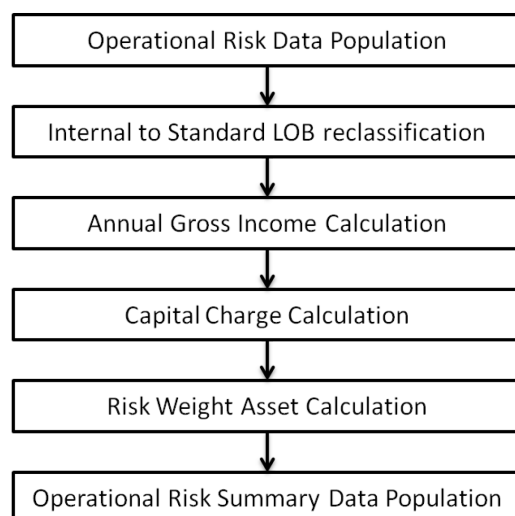 Operational Risk Data Population
Internal to Standard LOB reclassification
Annual Gross Income Calculation
Capital Charge Calculation
Risk Weight Asset Calculation
Operational Risk Summary Data Population